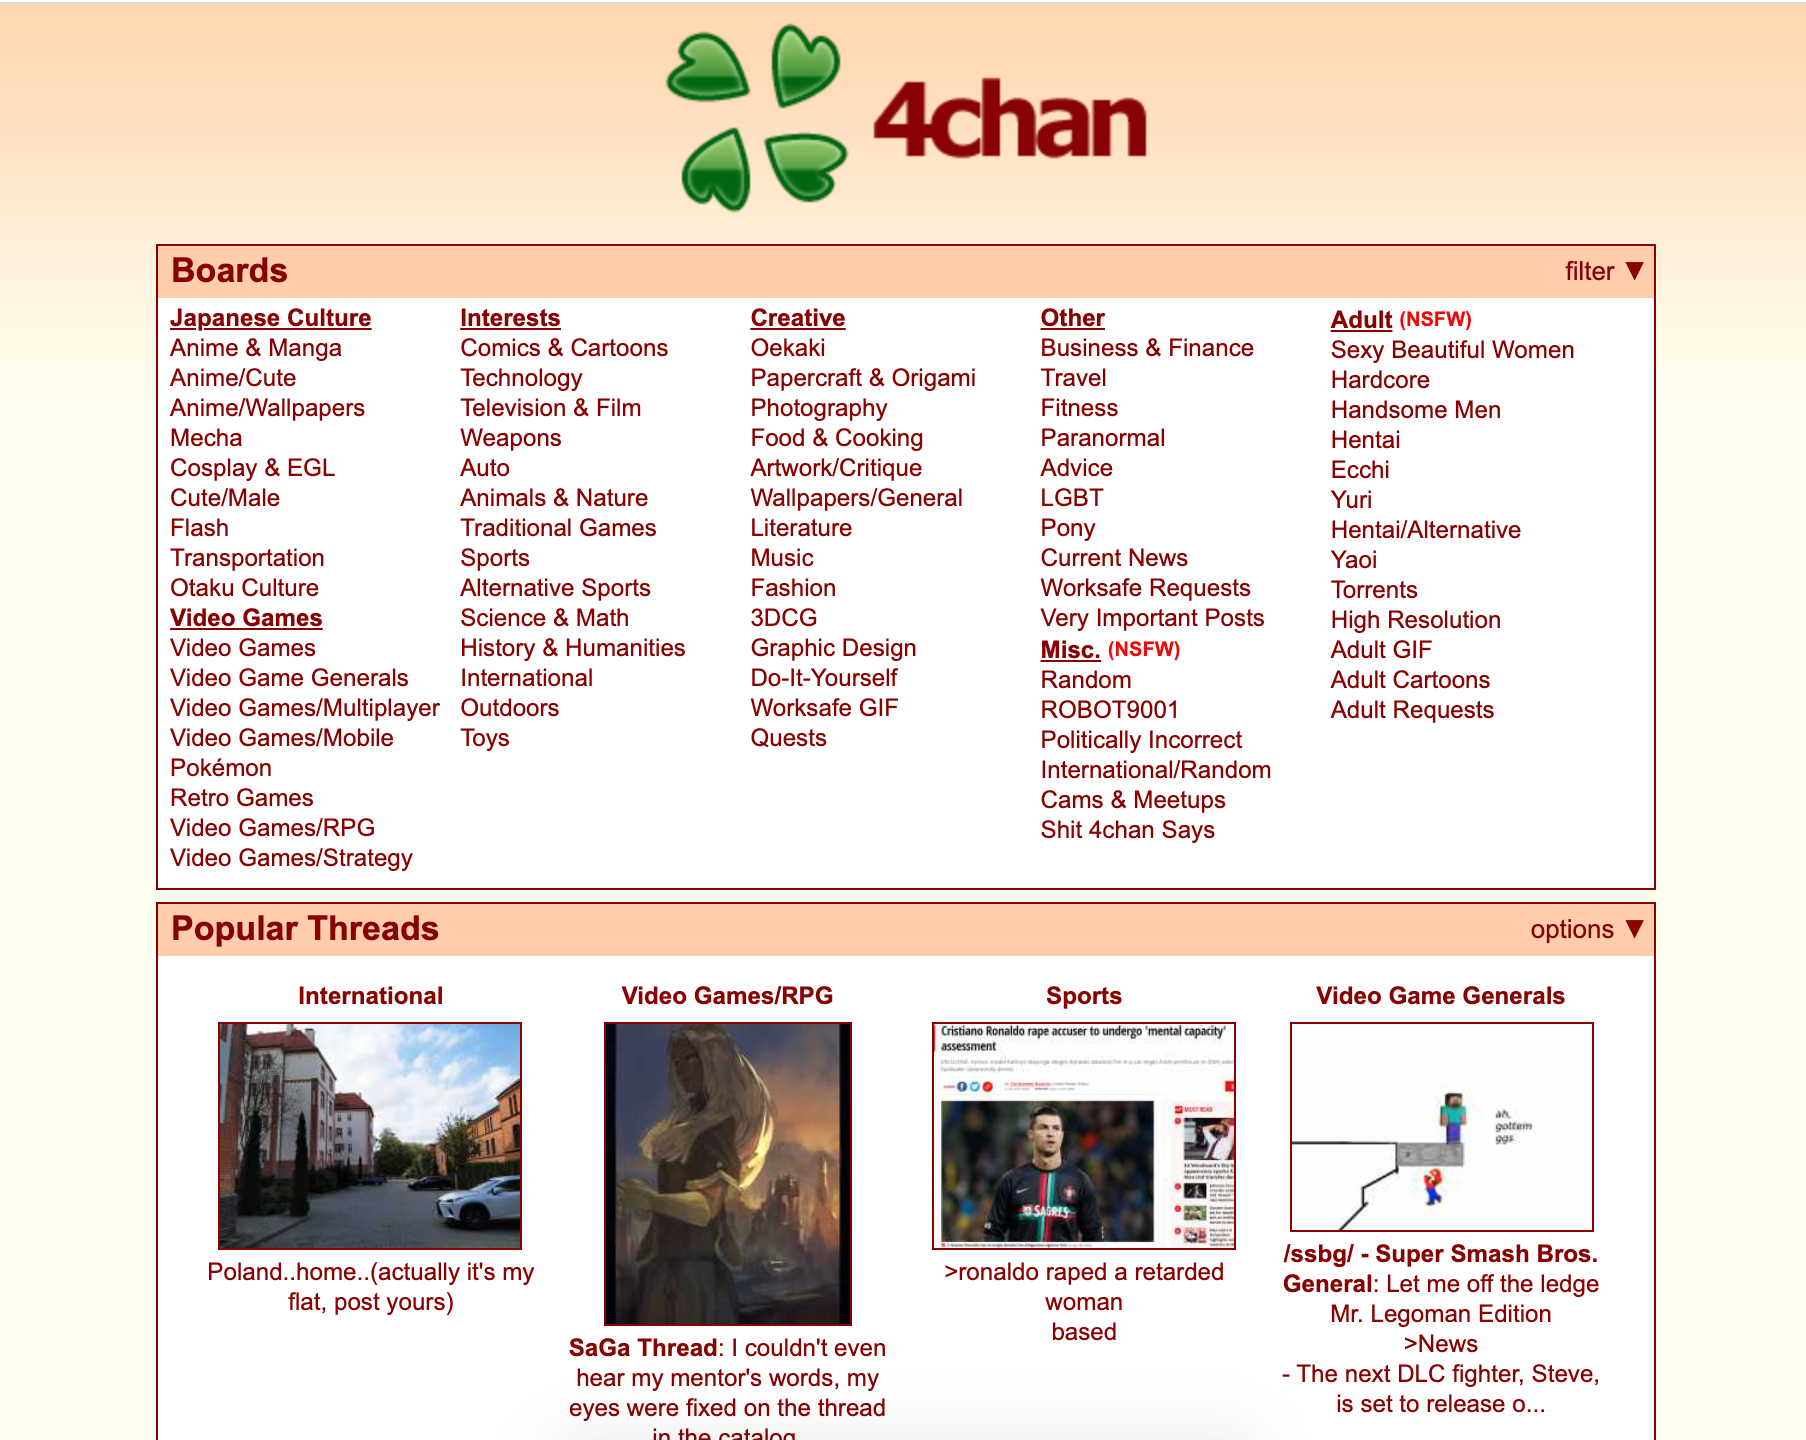 4chan
Boards
filter ▼
Japanese Culture
Anime & Manga
Anime/Cute
Anime/Wallpapers
Mecha
Cosplay & EGL
Cute/Male
Flash
Transportation
Otaku Culture
Video Games
Video Games
Video Game Generals
Video Games/Multiplayer
Video Games/Mobile
Pokémon
Retro Games
Video Games/RPG
Video Games/Strategy
Interests
Comics & Cartoons
Technology
Television & Film
Weapons
Auto
Animals & Nature
Traditional Games
Sports
Alternative Sports
Science & Math
History & Humanities
International
Outdoors
Toys
Creative
Oekaki
Papercraft & Origami
Photography
Food & Cooking
Artwork/Critique
Wallpapers/General
Literature
Music
Fashion
3DCG
Graphic Design
Do-It-Yourself
Worksafe GIF
Quests
Other
Business & Finance
Travel
Fitness
Paranormal
Advice
LGBT
Pony
Current News
Worksafe Requests
Very Important Posts
Misc. (NSFW)
Random
ROBOT9001
Politically Incorrect
International/Random
Cams & Meetups
Shit 4chan Says
Adult (NSFW)
Sexy Beautiful Women
Hardcore
Handsome Men
Hentai
Ecchi
Yuri
Hentai/Alternative
Yaoi
Torrents
High Resolution
Adult GIF
Adult Cartoons
Adult Requests
Popular Threads
options ▼
International
Poland..home..(actually it's my
flat, post yours)
Video Games/RPG
SaGa Thread: I couldn't even
hear my mentor's words, my
eyes were fixed on the thread
in the catalog
Sports
Cristiano Ronaldo rape accuser to undergo 'mental capacity'
assessment
MOST READ
SAGRES
>ronaldo raped a retarded
woman
based
Video Game Generals
ah,
gottem
ggs
/ssbg/ - Super Smash Bros.
General: Let me off the ledge
Mr. Legoman Edition
>News
- The next DLC fighter, Steve,
is set to release o...